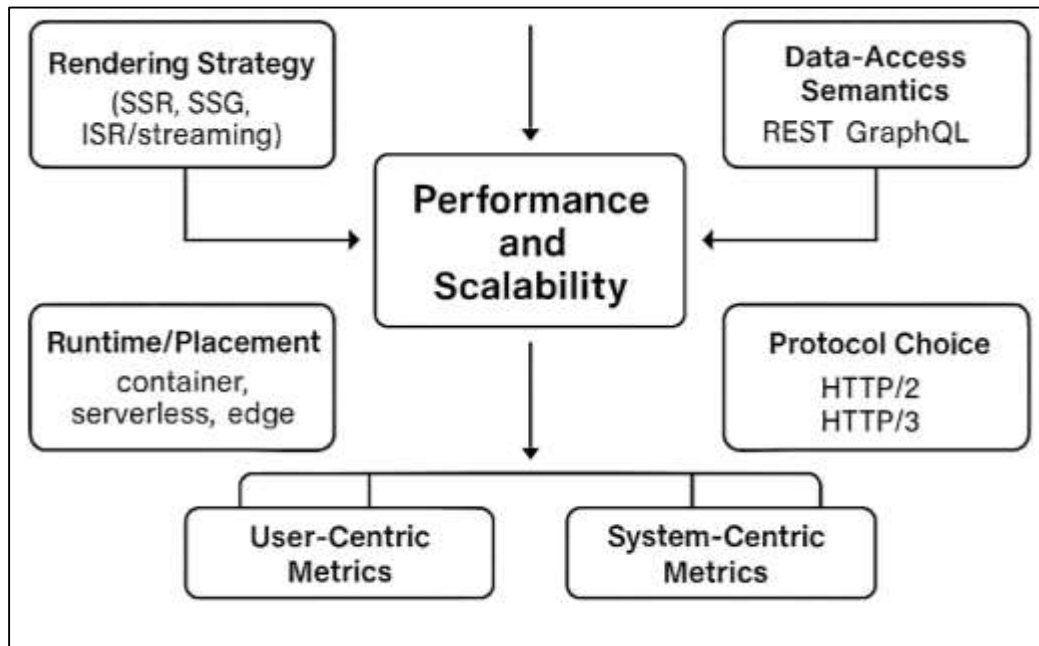 Rendering Strategy
(SSR, SSG,
ISR/streaming)
Data-Access
Semantics
REST GraphQL
Performance
and
Scalability
Runtime/Placement
container,
serverless, edge
Protocol Choice
HTTP/2
HTTP/3
User-Centric
Metrics
System-Centric
Metrics